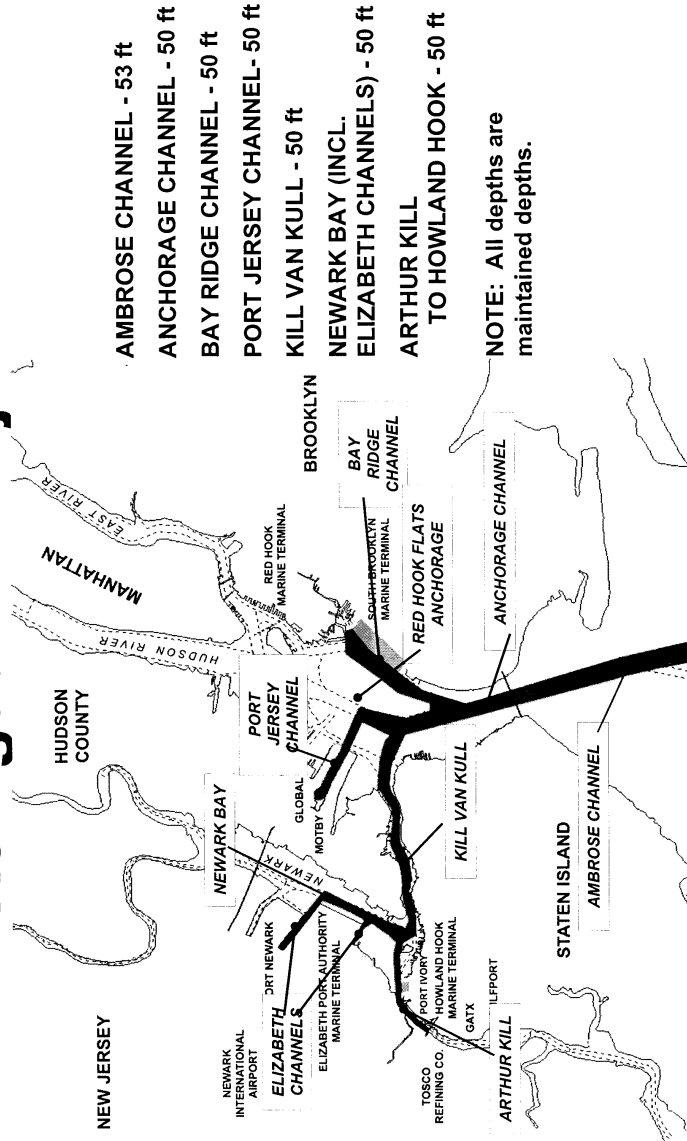 NEW JERSEY
HUDSON
COUNTY
MANHATTAN
EAST RIVER
HUDSON RIVER
NEWARK BAY
NEWARK
NEWARK
INTERNATIONAL
AIRPORT
ELIZABETH
CHANNELS
ORT NEWARK
ELIZABETH PORT AUTHORITY
MARINE TERMINAL
PORT
JERSEY
CHANNEL
GLOBAL
MOTBY
RED HOOK
MARINE TERMINAL
BROOKLYN
BAY
RIDGE
CHANNEL
SOUTH BROOKLYN
MARINE TERMINAL
RED HOOK FLATS
ANCHORAGE
ANCHORAGE CHANNEL
KILL VAN KULL
PORT IVORY
HOWLAND HOOK
MARINE TERMINAL
GATX
LFPORT
TOSCO
REFINING CO.
ARTHUR KILL
STATEN ISLAND
AMBROSE CHANNEL
AMBROSE CHANNEL - 53 ft
ANCHORAGE CHANNEL - 50 ft
BAY RIDGE CHANNEL - 50 ft
PORT JERSEY CHANNEL- 50 ft
KILL VAN KULL - 50 ft
NEWARK BAY (INCL.
ELIZABETH CHANNELS) - 50 ft
ARTHUR KILL
TO HOWLAND HOOK - 50 ft
NOTE: All depths are
maintained depths.